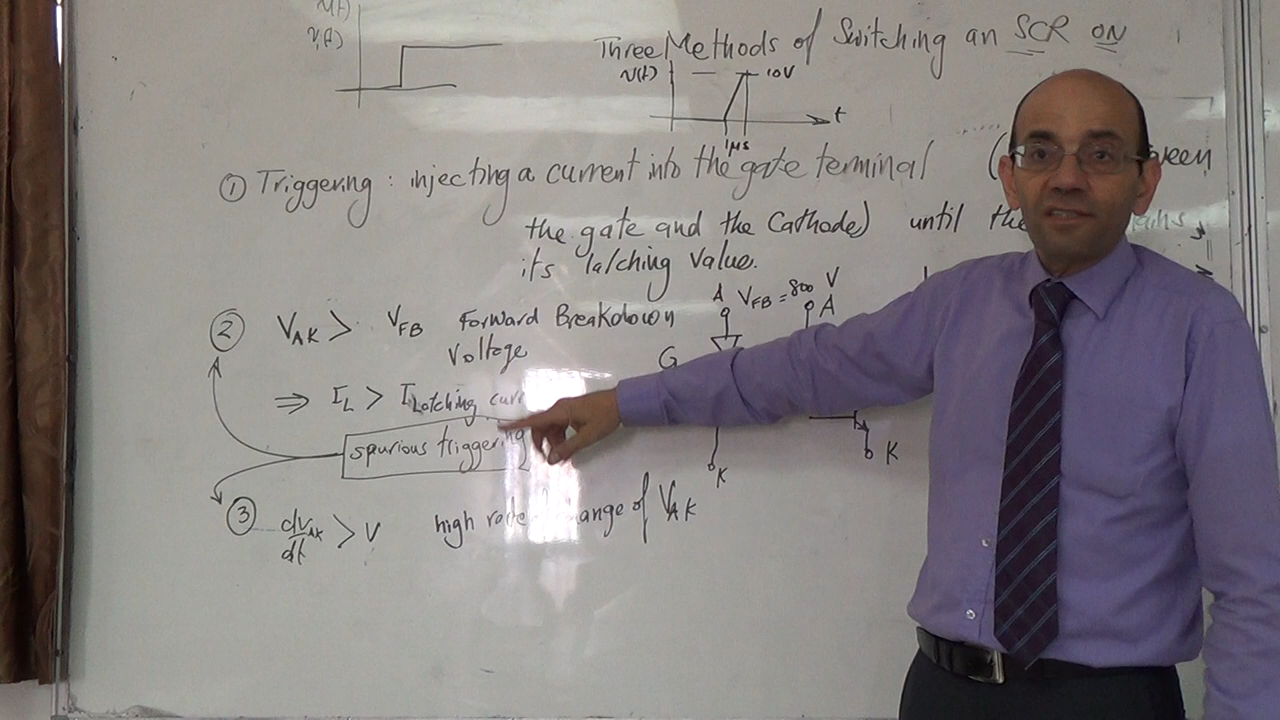 v(t)
vᵢ(t)
Three Methods of Switching an SCR ON
v(t)
10V
t
1μs
① Triggering : injecting a current into the gate terminal (
the gate and the Cathode) until the
its latching value.
② VAK > VFB Forward Breakdown
Voltage
A VFB = 800 V
A
G
⇒ IL > ILatching
spurious triggering
K
K
③ dvAK/dt > V high rate change of VAK